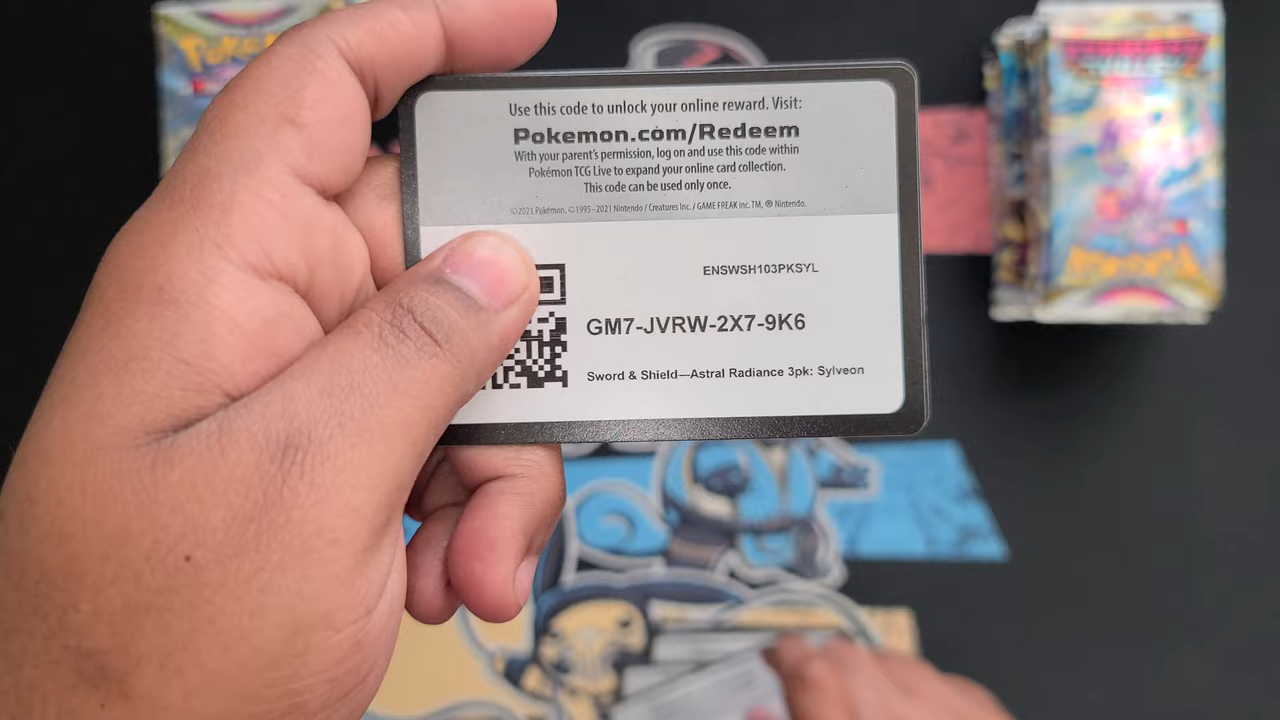 Use this code to unlock your online reward. Visit:
Pokemon.com/Redeem
With your parent's permission, log on and use this code within
Pokémon TCG Live to expand your online card collection.
This code can be used only once.
©2021 Pokémon. ©1995–2021 Nintendo / Creatures Inc. / GAME FREAK inc. TM, ® Nintendo.
ENSWSH103PKSYL
GM7-JVRW-2X7-9K6
Sword & Shield—Astral Radiance 3pk: Sylveon
Pokémon